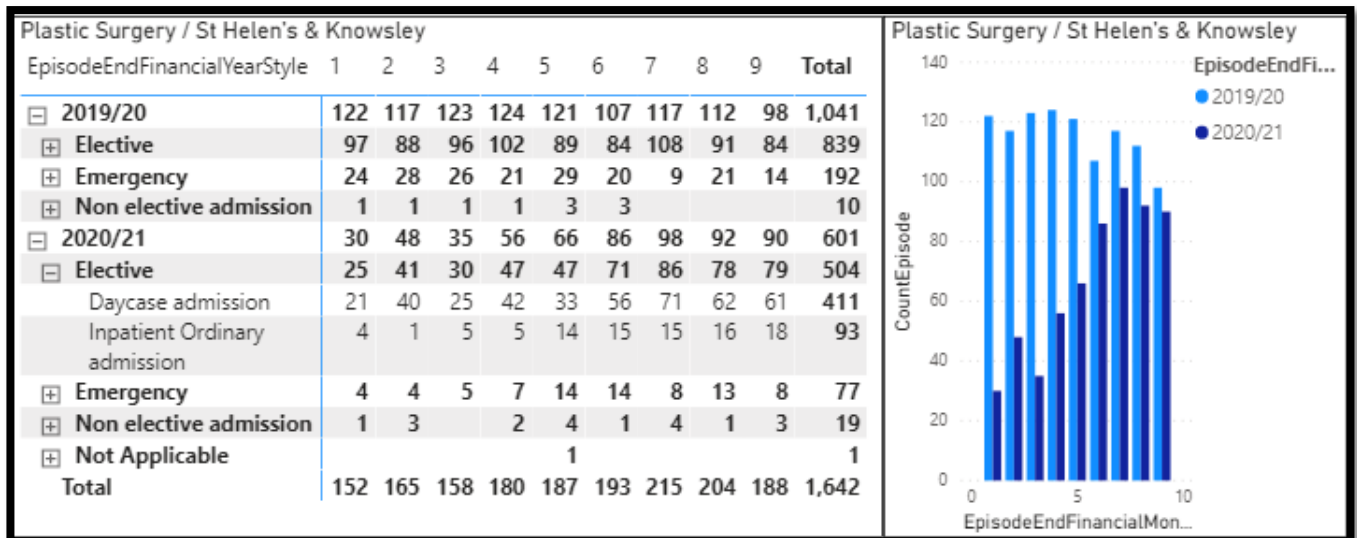 Plastic Surgery / St Helen's & Knowsley
EpisodeEndFinancialYearStyle 1 2 3 4 5 6 7 8 9 Total
2019/20 122 117 123 124 121 107 117 112 98 1,041
Elective 97 88 96 102 89 84 108 91 84 839
Emergency 24 28 26 21 29 20 9 21 14 192
Non elective admission 1 1 1 1 3 3 10
2020/21 30 48 35 56 66 86 98 92 90 601
Elective 25 41 30 47 47 71 86 78 79 504
Daycase admission 21 40 25 42 33 56 71 62 61 411
Inpatient Ordinary 4 1 5 5 14 15 15 16 18 93
admission
Emergency 4 4 5 7 14 14 8 13 8 77
Non elective admission 1 3 2 4 1 4 1 3 19
Not Applicable 1 1
Total 152 165 158 180 187 193 215 204 188 1,642
Plastic Surgery / St Helen's & Knowsley
EpisodeEndFi...
2019/20
2020/21
140
120
100
80
60
40
20
0
CountEpisode
0 5 10
EpisodeEndFinancialMon...